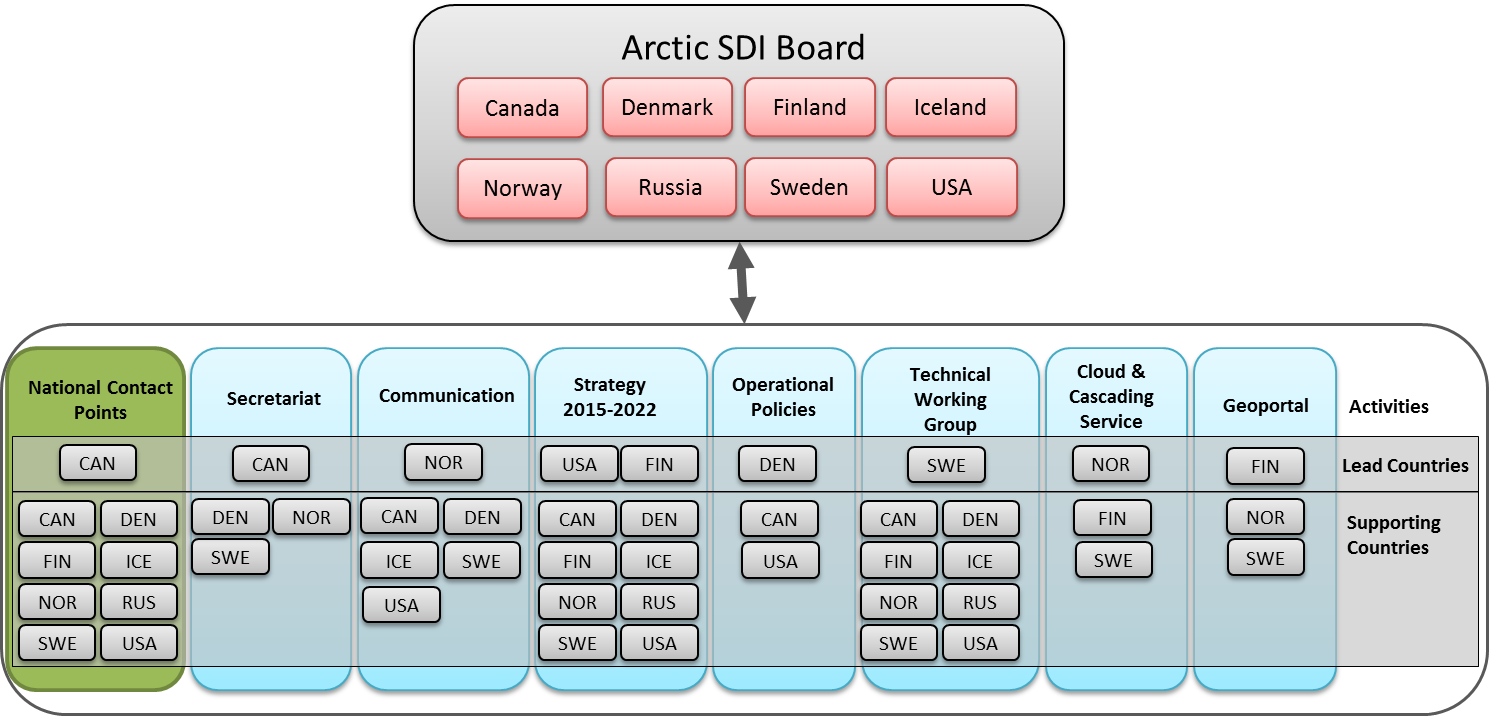 Arctic SDI Board
Canada Denmark Finland Iceland
Norway Russia Sweden USA
National Contact
Points
Secretariat
Communication
Strategy
2015-2022
Operational
Policies
Technical
Working
Group
Cloud &
Cascading
Service
Geoportal
Activities
CAN CAN NOR USA FIN DEN SWE NOR FIN Lead Countries
CAN DEN
FIN ICE
NOR RUS
SWE USA
DEN NOR
SWE
CAN DEN
ICE SWE
USA
CAN DEN
FIN ICE
NOR RUS
SWE USA
CAN
USA
CAN DEN
FIN ICE
NOR RUS
SWE USA
FIN
SWE
NOR
SWE
Supporting
Countries